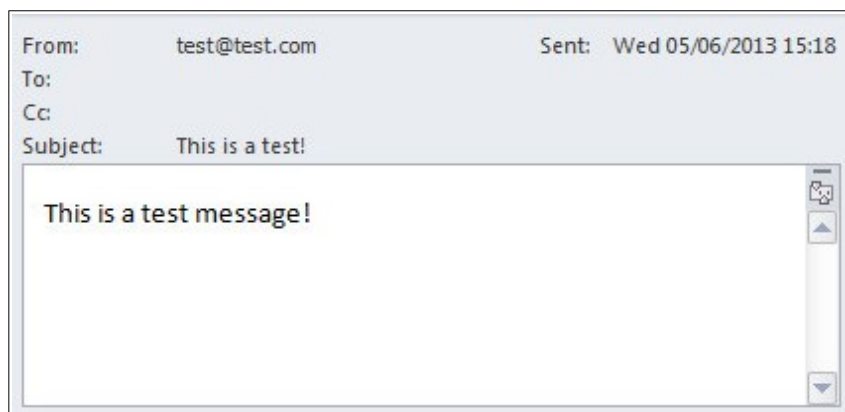 From: test@test.com Sent: Wed 05/06/2013 15:18
To:
Cc:
Subject: This is a test!
This is a test message!